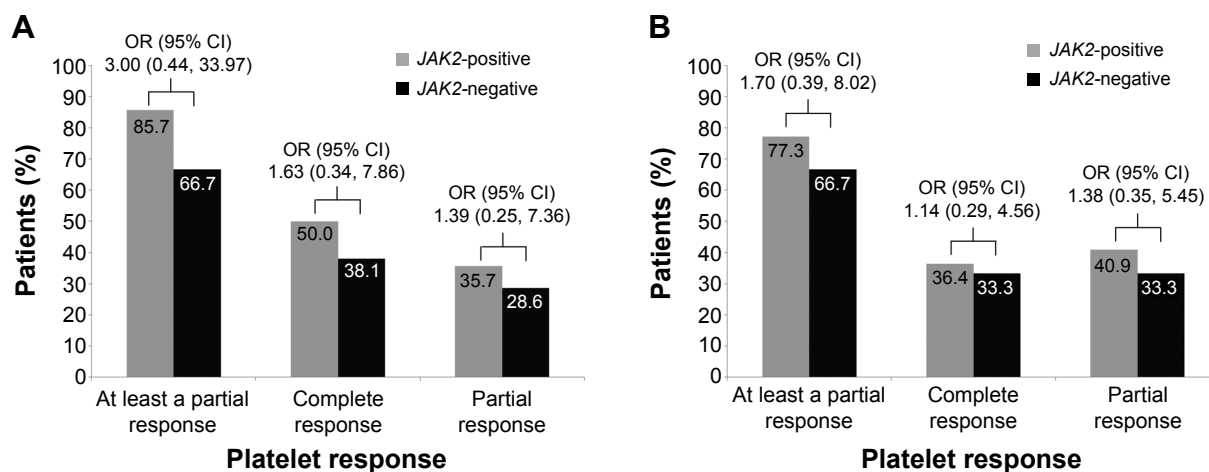 A
OR (95% CI)
3.00 (0.44, 33.97)
JAK2-positive
JAK2-negative
OR (95% CI)
1.63 (0.34, 7.86)
OR (95% CI)
1.39 (0.25, 7.36)
Patients (%)
100
90
80
70
60
50
40
30
20
10
0
85.7
66.7
50.0
38.1
35.7
28.6
At least a partial
response
Complete
response
Partial
response
Platelet response
B
OR (95% CI)
1.70 (0.39, 8.02)
JAK2-positive
JAK2-negative
OR (95% CI)
1.14 (0.29, 4.56)
OR (95% CI)
1.38 (0.35, 5.45)
Patients (%)
100
90
80
70
60
50
40
30
20
10
0
77.3
66.7
36.4
33.3
40.9
33.3
At least a partial
response
Complete
response
Partial
response
Platelet response